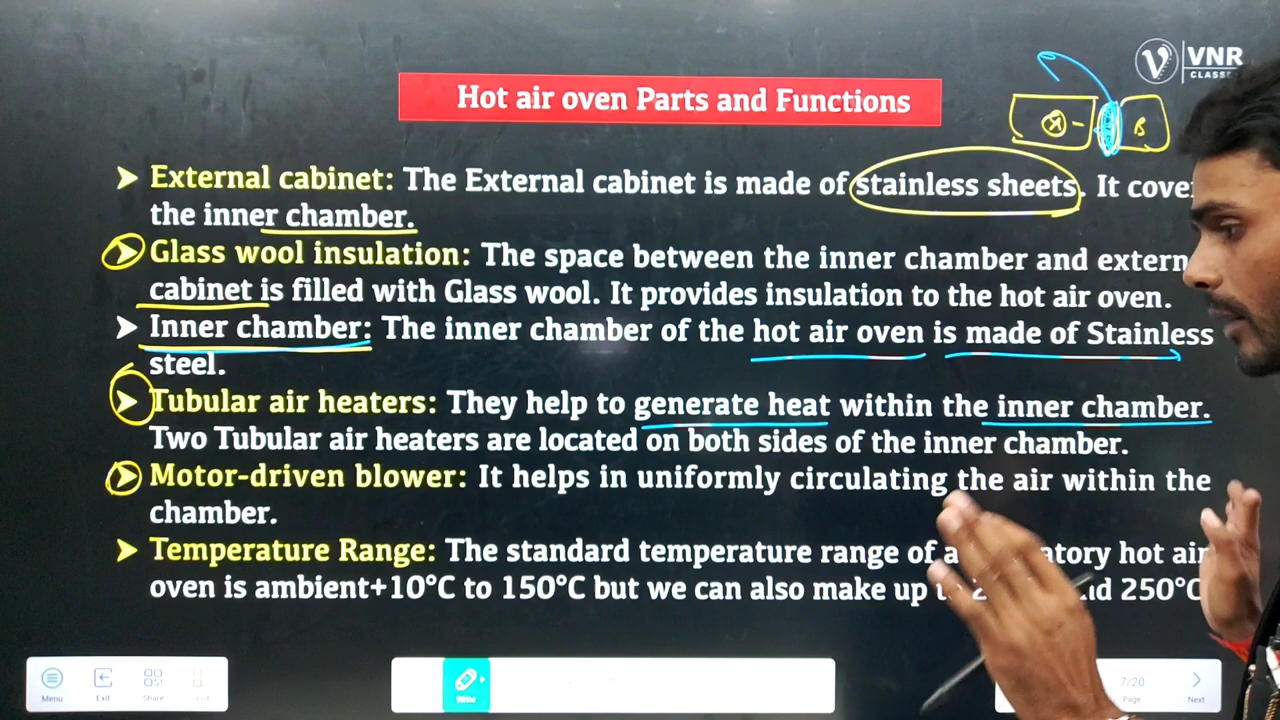 VNR
CLASSES
Hot air oven Parts and Functions
A - B
➤ External cabinet: The External cabinet is made of stainless sheets. It
the inner chamber.
➤ Glass wool insulation: The space between the inner chamber and
cabinet is filled with Glass wool. It provides insulation to the hot air oven.
➤ Inner chamber: The inner chamber of the hot air oven is made of Stainless
steel.
➤ Tubular air heaters: They help to generate heat within the inner chamber.
Two Tubular air heaters are located on both sides of the inner chamber.
➤ Motor-driven blower: It helps in uniformly circulating the air within the
chamber.
➤ Temperature Range: The standard temperature range of hot air
oven is ambient+10°C to 150°C but we can also make up 250°C
Menu
Exit
Share
Write
7/20
Page
Next